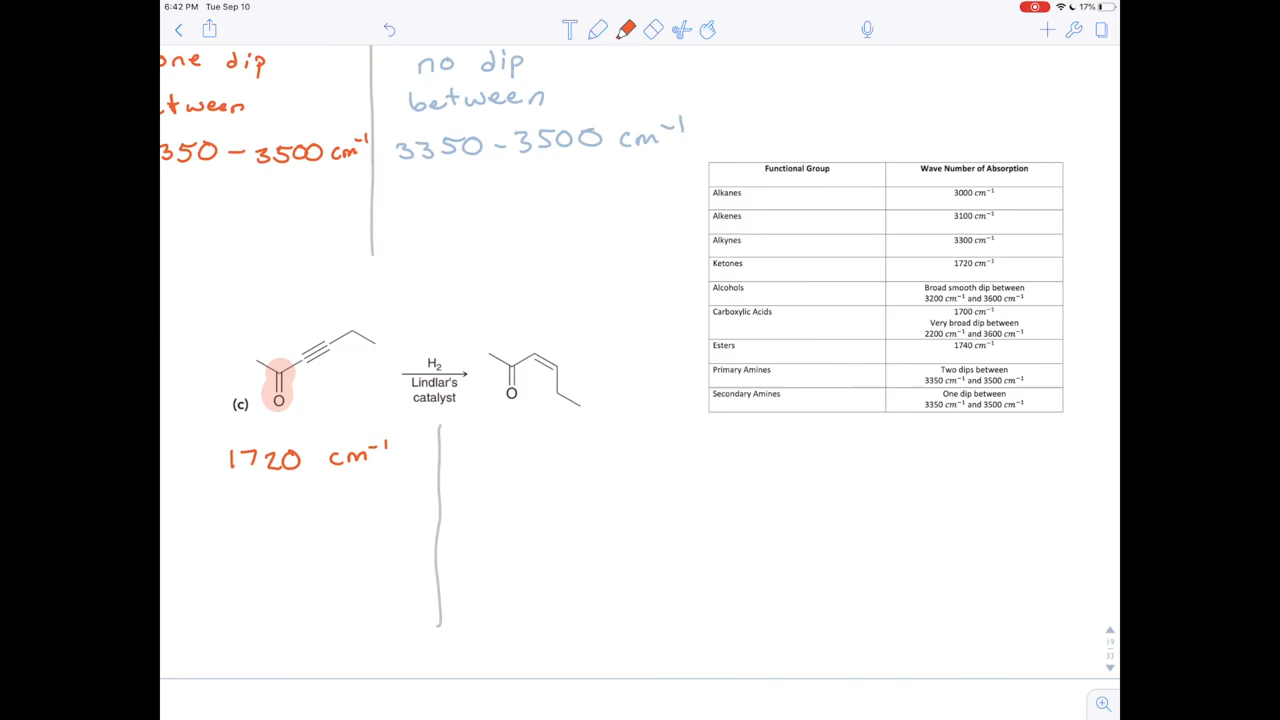 6:42 PM Tue Sep 10
17%
one dip
between
350 - 3500 cm⁻¹
no dip
between
3350 - 3500 cm⁻¹
Functional Group Wave Number of Absorption
Alkanes 3000 cm⁻¹
Alkenes 3100 cm⁻¹
Alkynes 3300 cm⁻¹
Ketones 1720 cm⁻¹
Alcohols Broad smooth dip between
3200 cm⁻¹ and 3600 cm⁻¹
Carboxylic Acids 1700 cm⁻¹
Very broad dip between
2200 cm⁻¹ and 3600 cm⁻¹
Esters 1740 cm⁻¹
Primary Amines Two dips between
3350 cm⁻¹ and 3500 cm⁻¹
Secondary Amines One dip between
3350 cm⁻¹ and 3500 cm⁻¹
(c)
O
H₂
Lindlar's
catalyst
O
1720 cm⁻¹
19
33